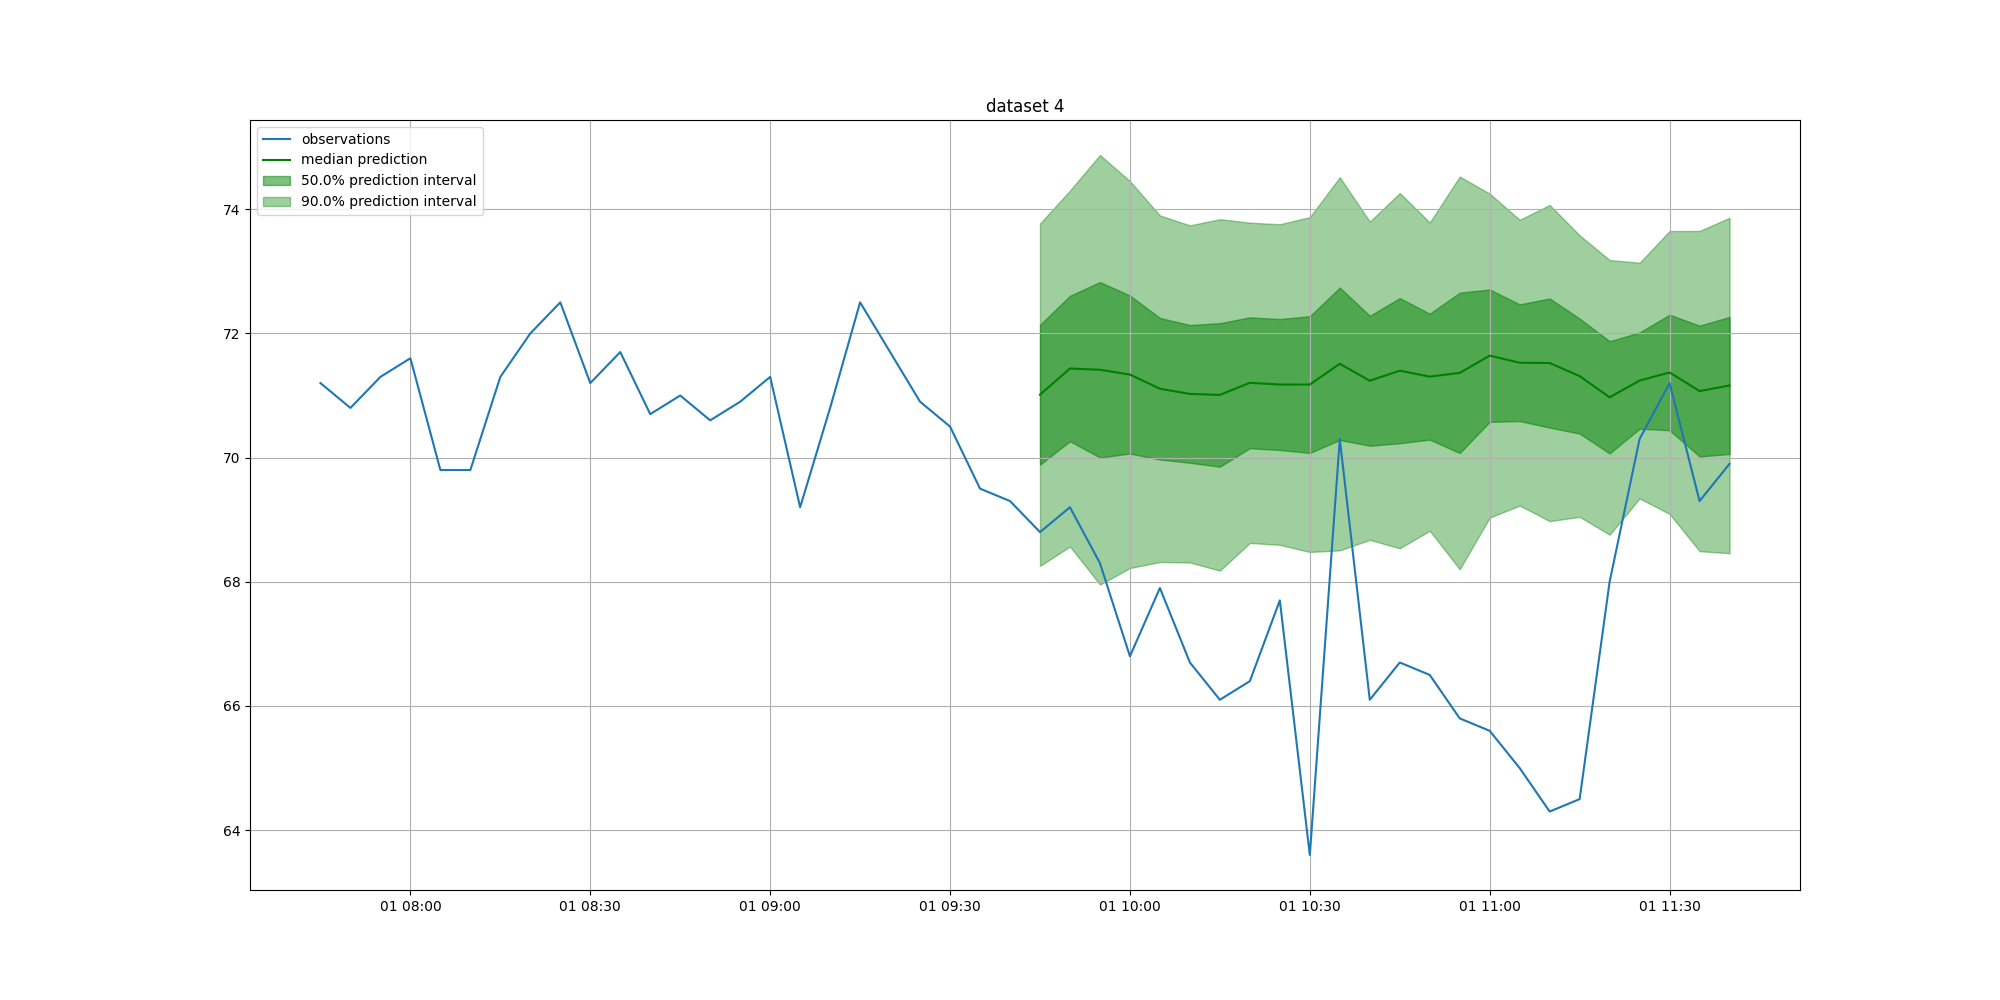 dataset 4
observations
median prediction
50.0% prediction interval
90.0% prediction interval
74
72
70
68
66
64
01 08:00 01 08:30 01 09:00 01 09:30 01 10:00 01 10:30 01 11:00 01 11:30